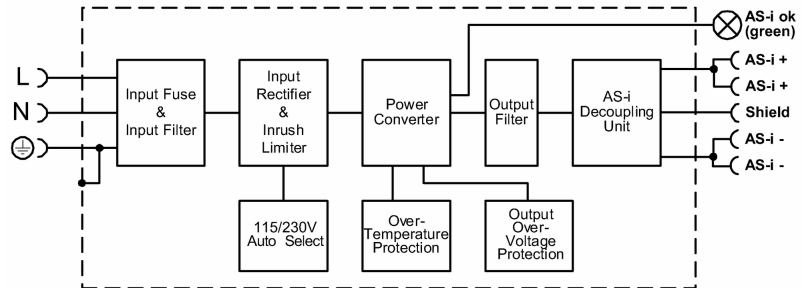 AS-i ok
(green)
L
N
AS-i +
AS-i +
Shield
AS-i -
AS-i -
Input Fuse
&
Input Filter
Input
Rectifier
&
Inrush
Limiter
Power
Converter
Output
Filter
AS-i
Decoupling
Unit
115/230V
Auto Select
Over-
Temperature
Protection
Output
Over-
Voltage
Protection